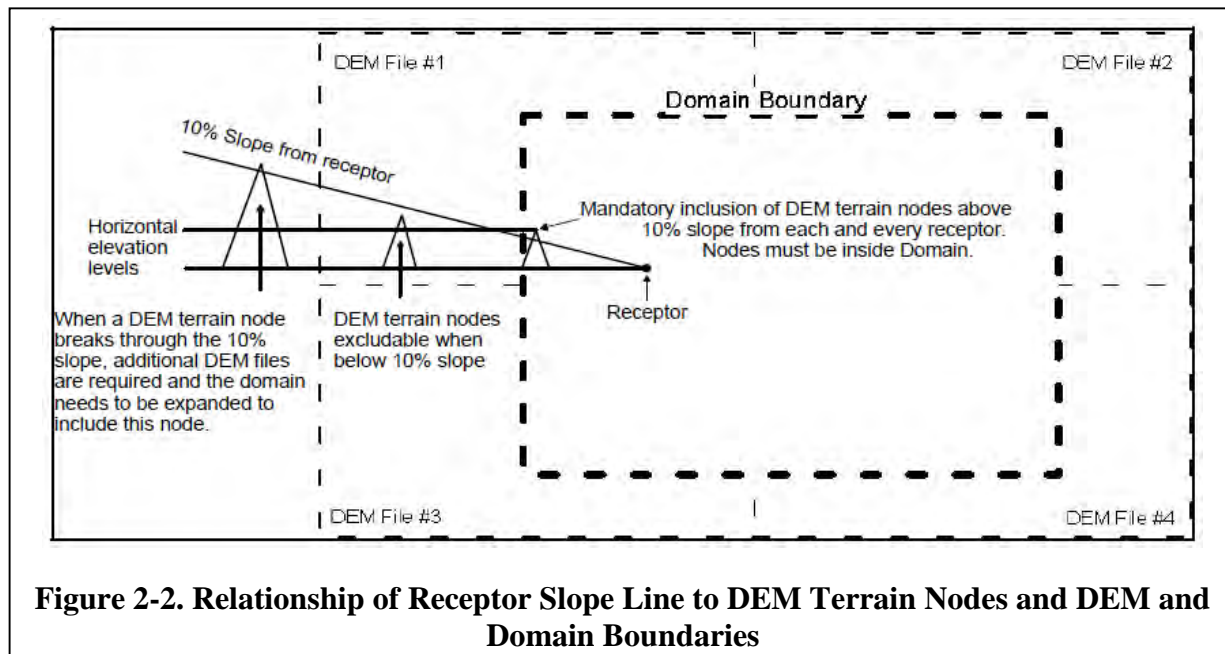 DEM File #1
DEM File #2
Domain Boundary
10% Slope from receptor
Mandatory inclusion of DEM terrain nodes above
10% slope from each and every receptor.
Nodes must be inside Domain.
Horizontal
elevation
levels
Receptor
When a DEM terrain node
breaks through the 10%
slope, additional DEM files
are required and the domain
needs to be expanded to
include this node.
DEM terrain nodes
excludable when
below 10% slope
DEM File #3
DEM File #4
Figure 2-2. Relationship of Receptor Slope Line to DEM Terrain Nodes and DEM and
Domain Boundaries